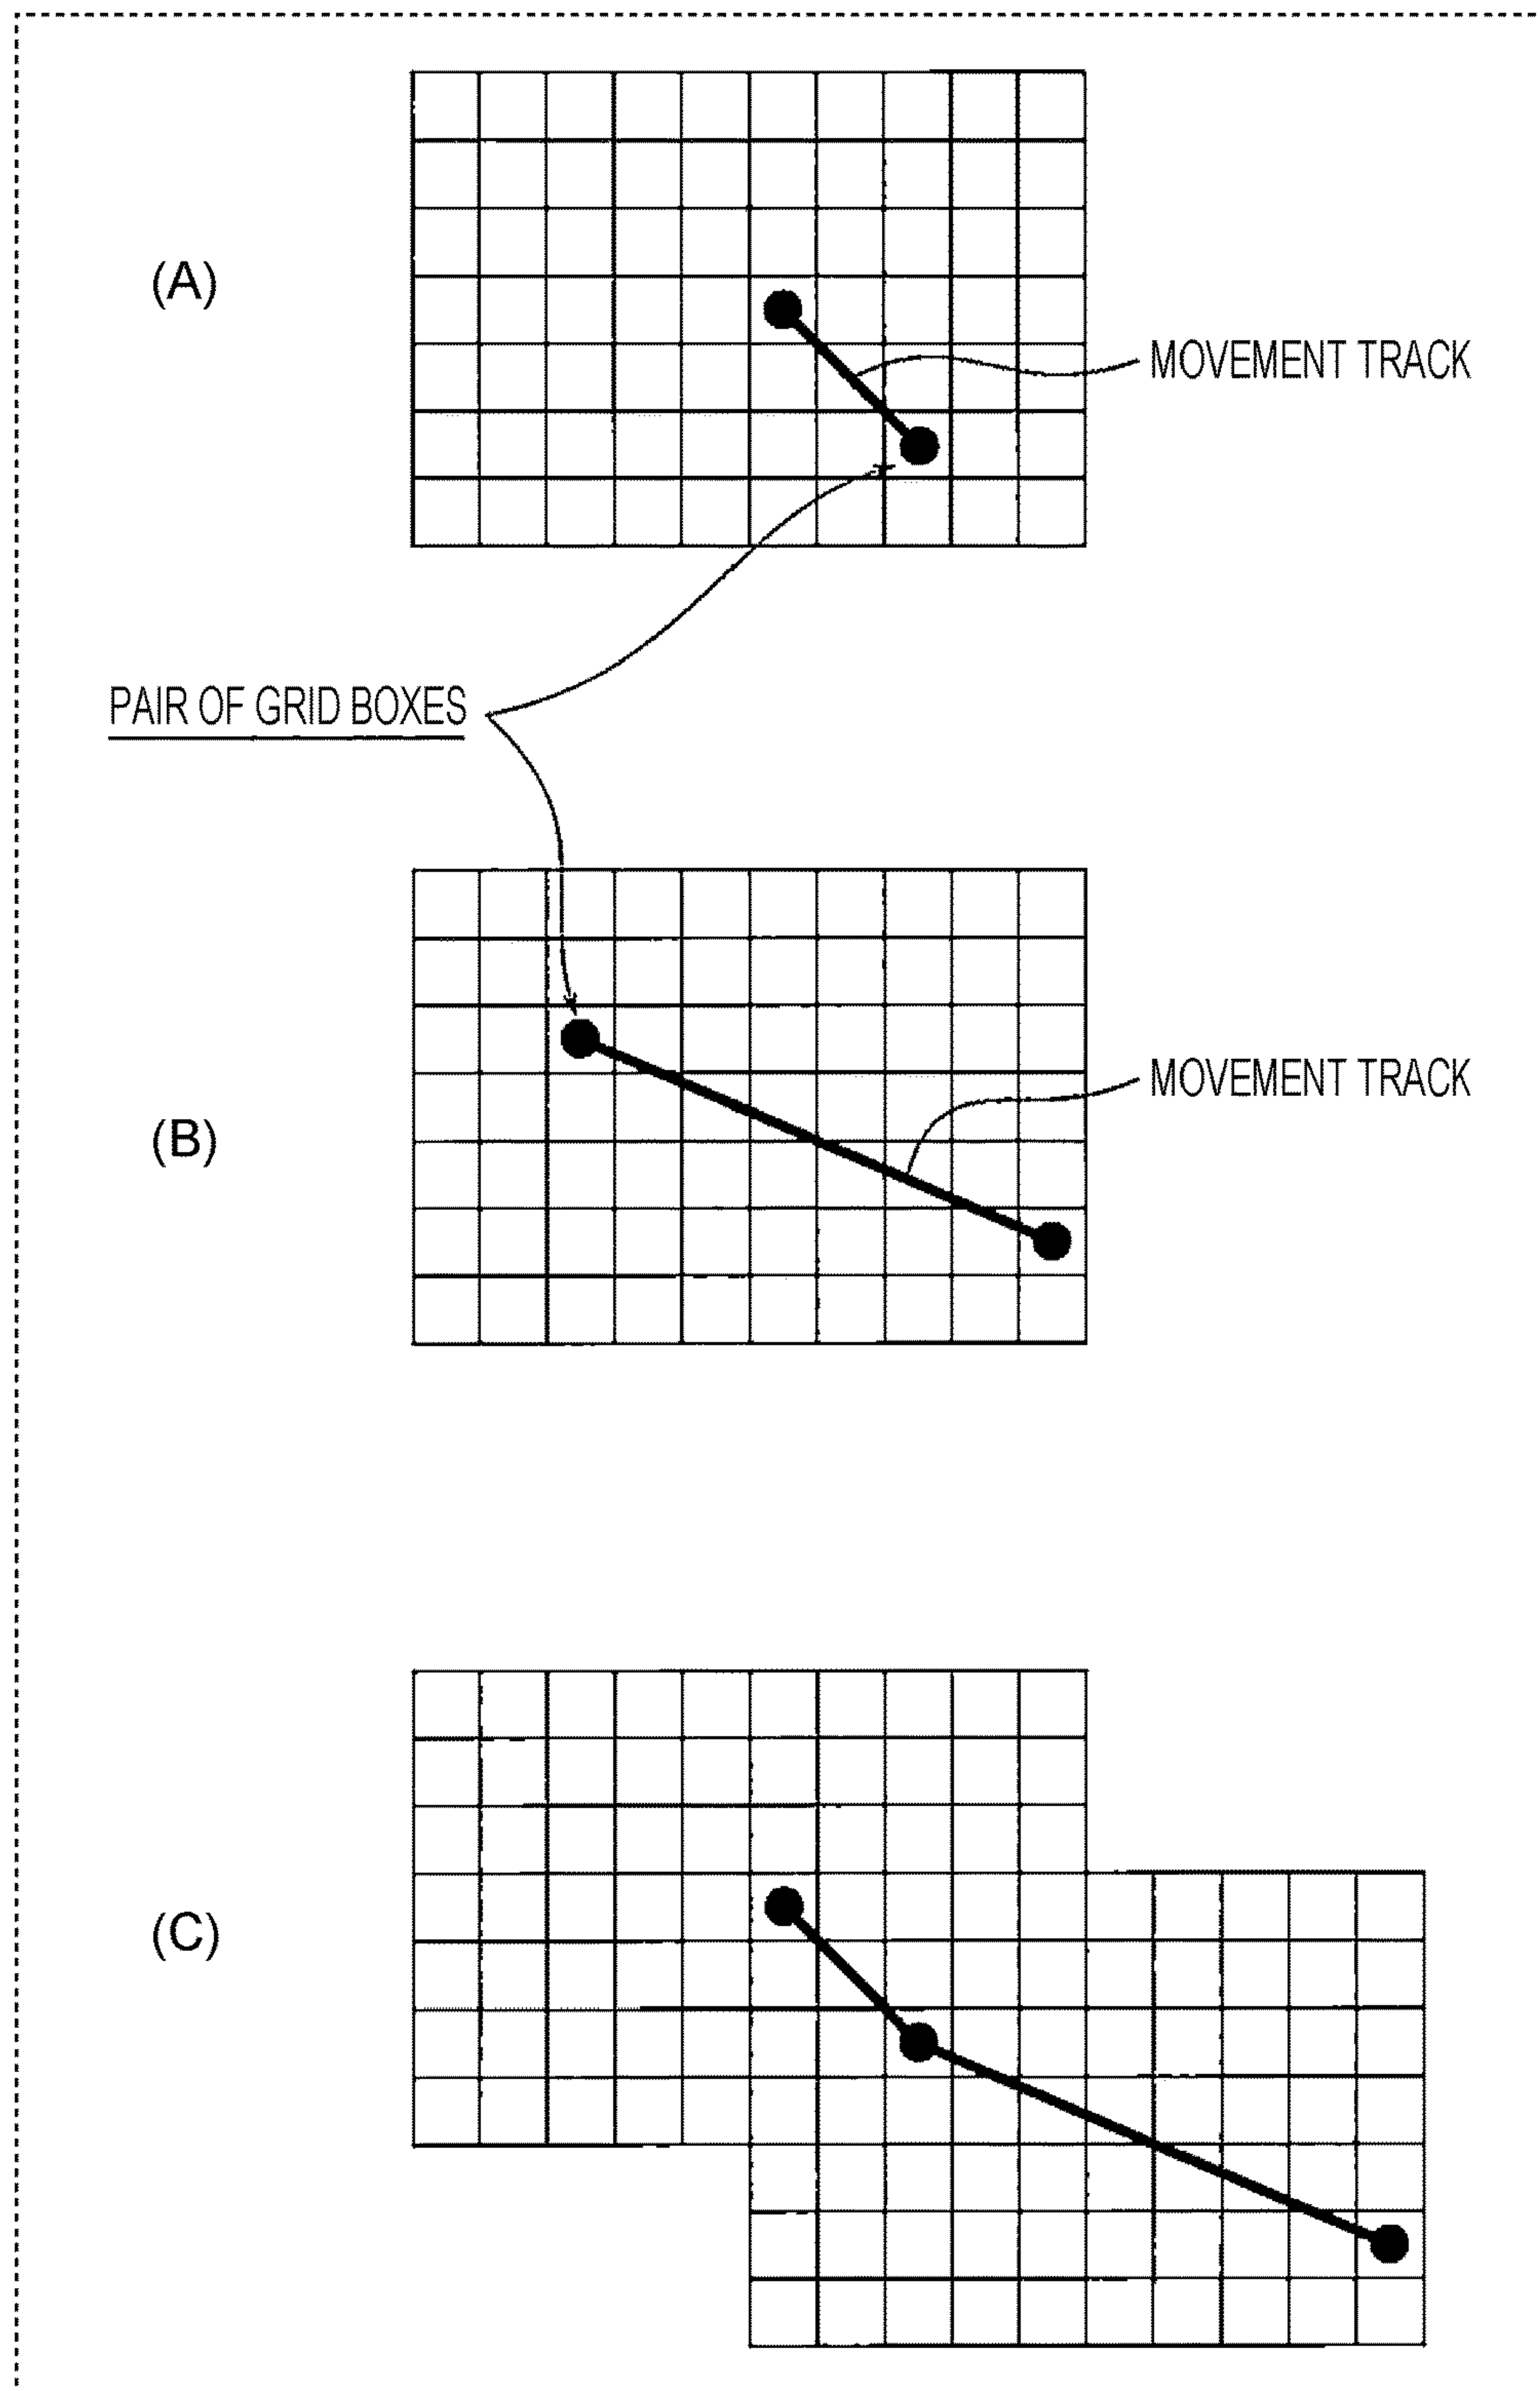 (A)
MOVEMENT TRACK
PAIR OF GRID BOXES
(B)
MOVEMENT TRACK
(C)